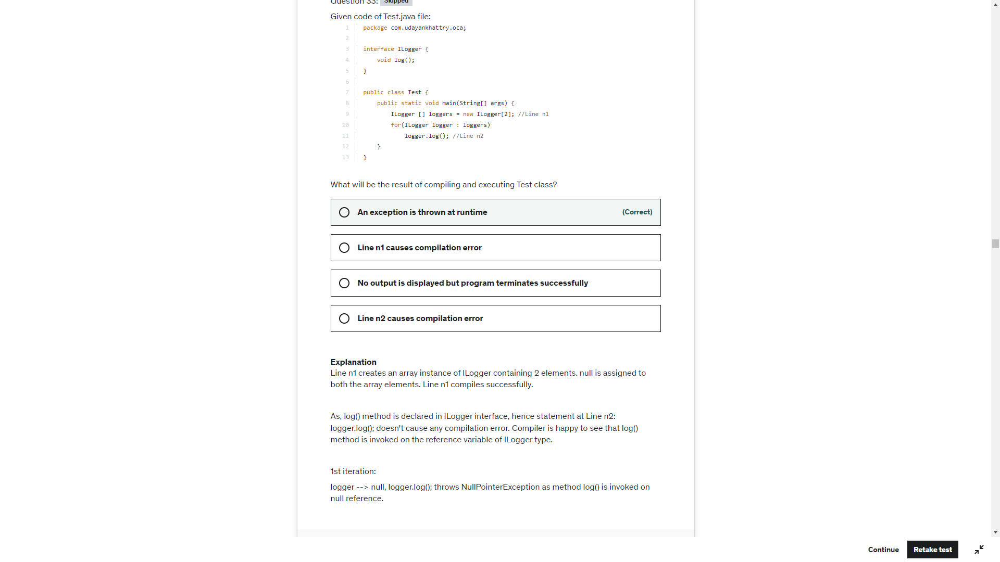 Question 33: Skipped
Given code of Test.java file:
1 package com.udayankhattry.oca;
2
3 interface ILogger {
4 void log();
5 }
6
7 public class Test {
8 public static void main(String[] args) {
9 ILogger [] loggers = new ILogger[2]; //Line n1
10 for(ILogger logger : loggers)
11 logger.log(); //Line n2
12 }
13 }
What will be the result of compiling and executing Test class?
An exception is thrown at runtime (Correct)
Line n1 causes compilation error
No output is displayed but program terminates successfully
Line n2 causes compilation error
Explanation
Line n1 creates an array instance of ILogger containing 2 elements. null is assigned to
both the array elements. Line n1 compiles successfully.
As, log() method is declared in ILogger interface, hence statement at Line n2:
logger.log(); doesn't cause any compilation error. Compiler is happy to see that log()
method is invoked on the reference variable of ILogger type.
1st iteration:
logger --> null, logger.log(); throws NullPointerException as method log() is invoked on
null reference.
Continue Retake test